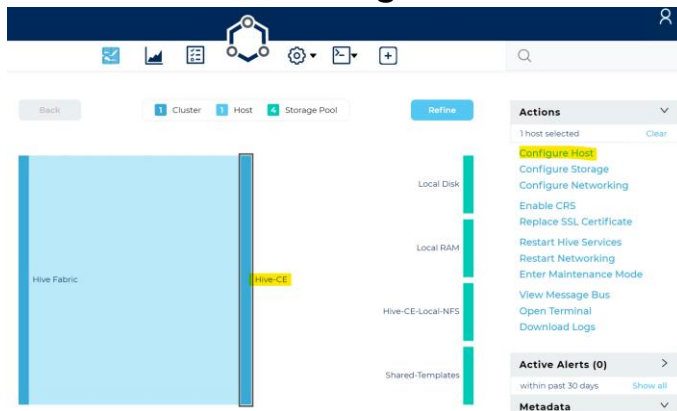 Back
1 Cluster 1 Host 4 Storage Pool
Refine
Hive Fabric
Hive-CE
Local Disk
Local RAM
Hive-CE-Local-NFS
Shared-Templates
Actions
1 host selected Clear
Configure Host
Configure Storage
Configure Networking
Enable CRS
Replace SSL Certificate
Restart Hive Services
Restart Networking
Enter Maintenance Mode
View Message Bus
Open Terminal
Download Logs
Active Alerts (0)
within past 30 days Show all
Metadata